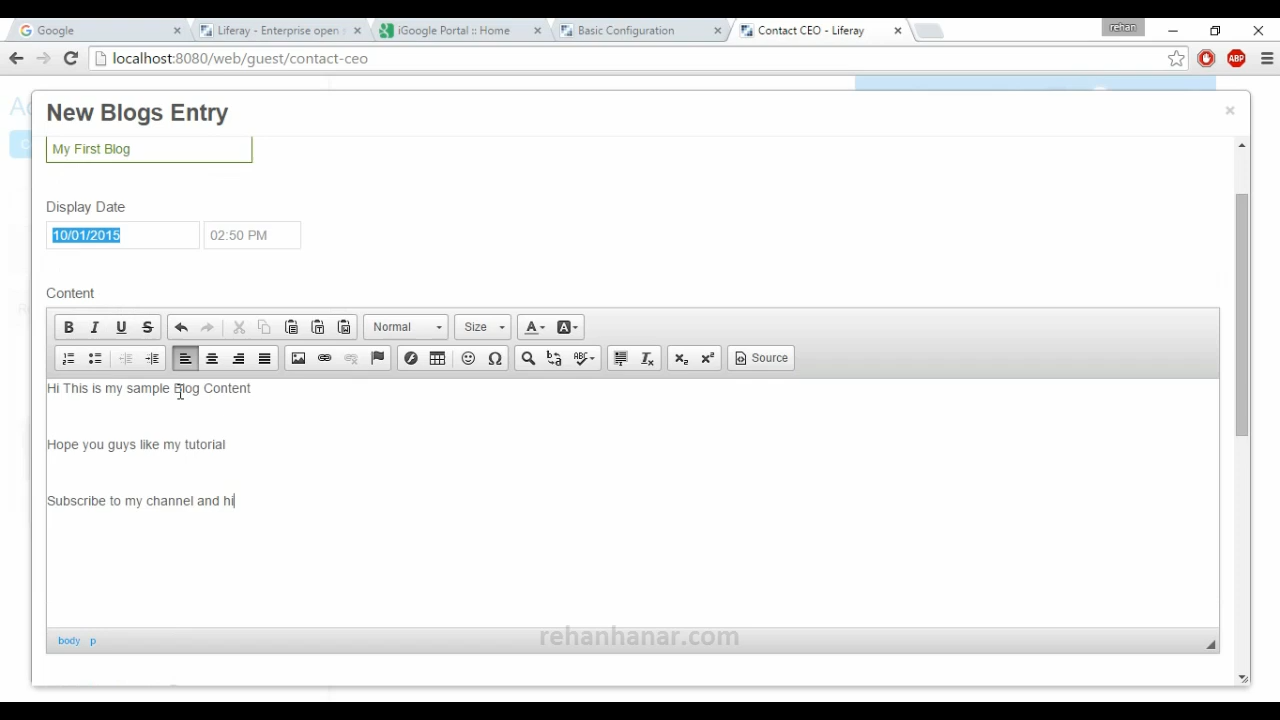 Google
Liferay - Enterprise open
iGoogle Portal :: Home
Basic Configuration
Contact CEO - Liferay
rehan
localhost:8080/web/guest/contact-ceo
ABP
New Blogs Entry
My First Blog
Display Date
10/01/2015 02:50 PM
Content
B I U S Normal Size A A
Source
Hi This is my sample Blog Content
Hope you guys like my tutorial
Subscribe to my channel and hi
body p
rehanhanar.com